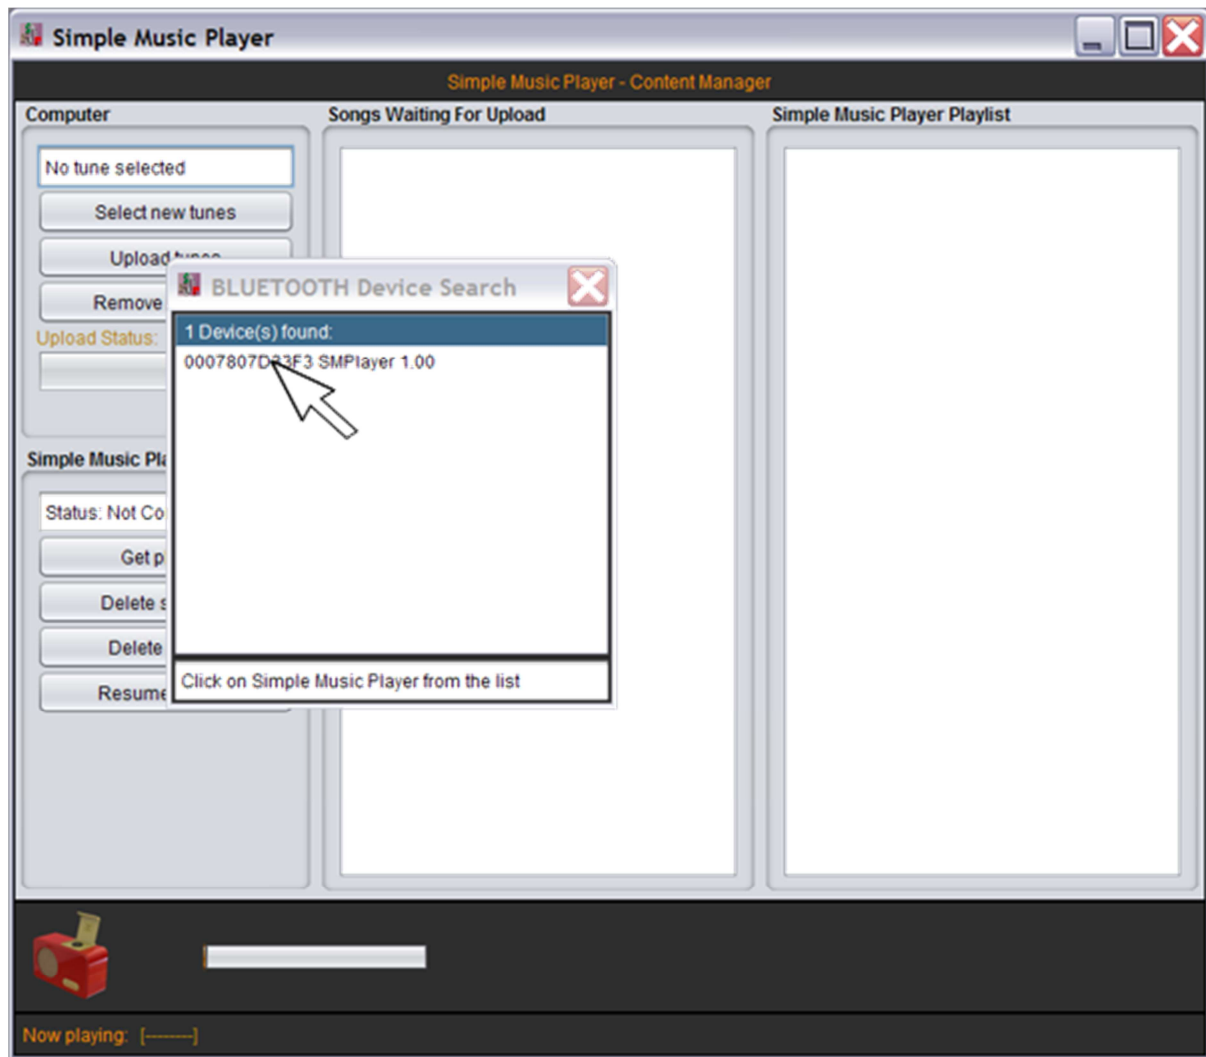 Simple Music Player
Simple Music Player - Content Manager
Computer
Songs Waiting For Upload
Simple Music Player Playlist
No tune selected
Select new tunes
Upload tunes
Remove
Upload Status:
BLUETOOTH Device Search
1 Device(s) found:
0007807D33F3 SMPlayer 1.00
Click on Simple Music Player from the list
Simple Music
Status: Not
Get
Delete
Delete
Resume
Now playing: [--------]